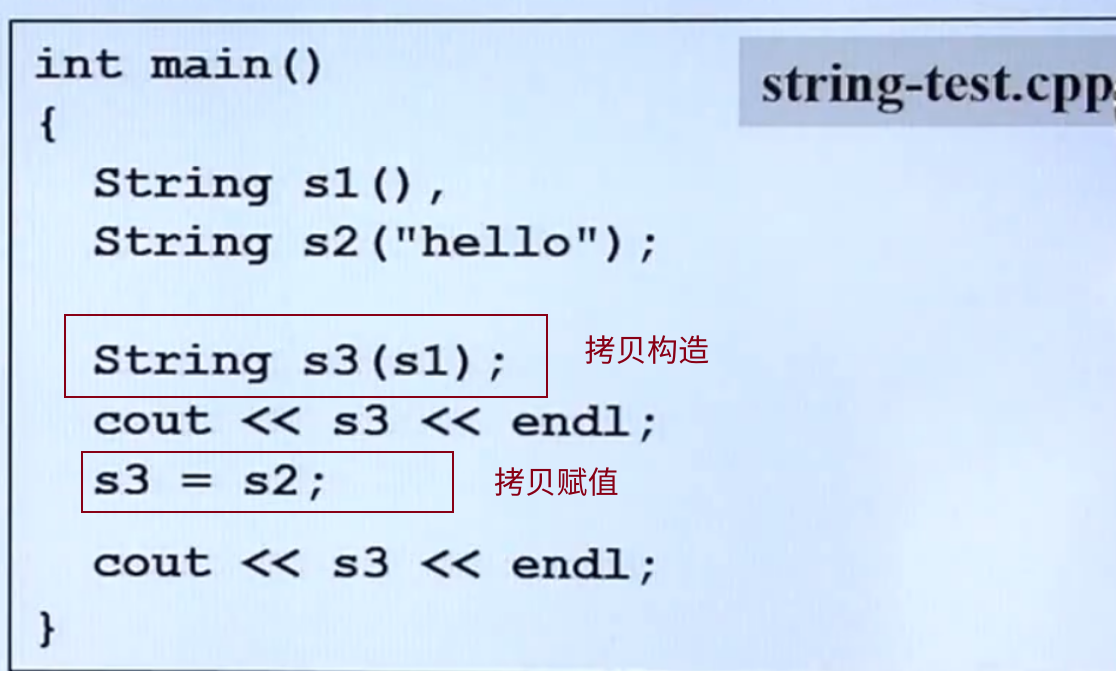 int main()
string-test.cpp
{
String s1(),
String s2("hello");
String s3(s1);
拷贝构造
cout << s3 << endl;
s3 = s2;
拷贝赋值
cout << s3 << endl;
}